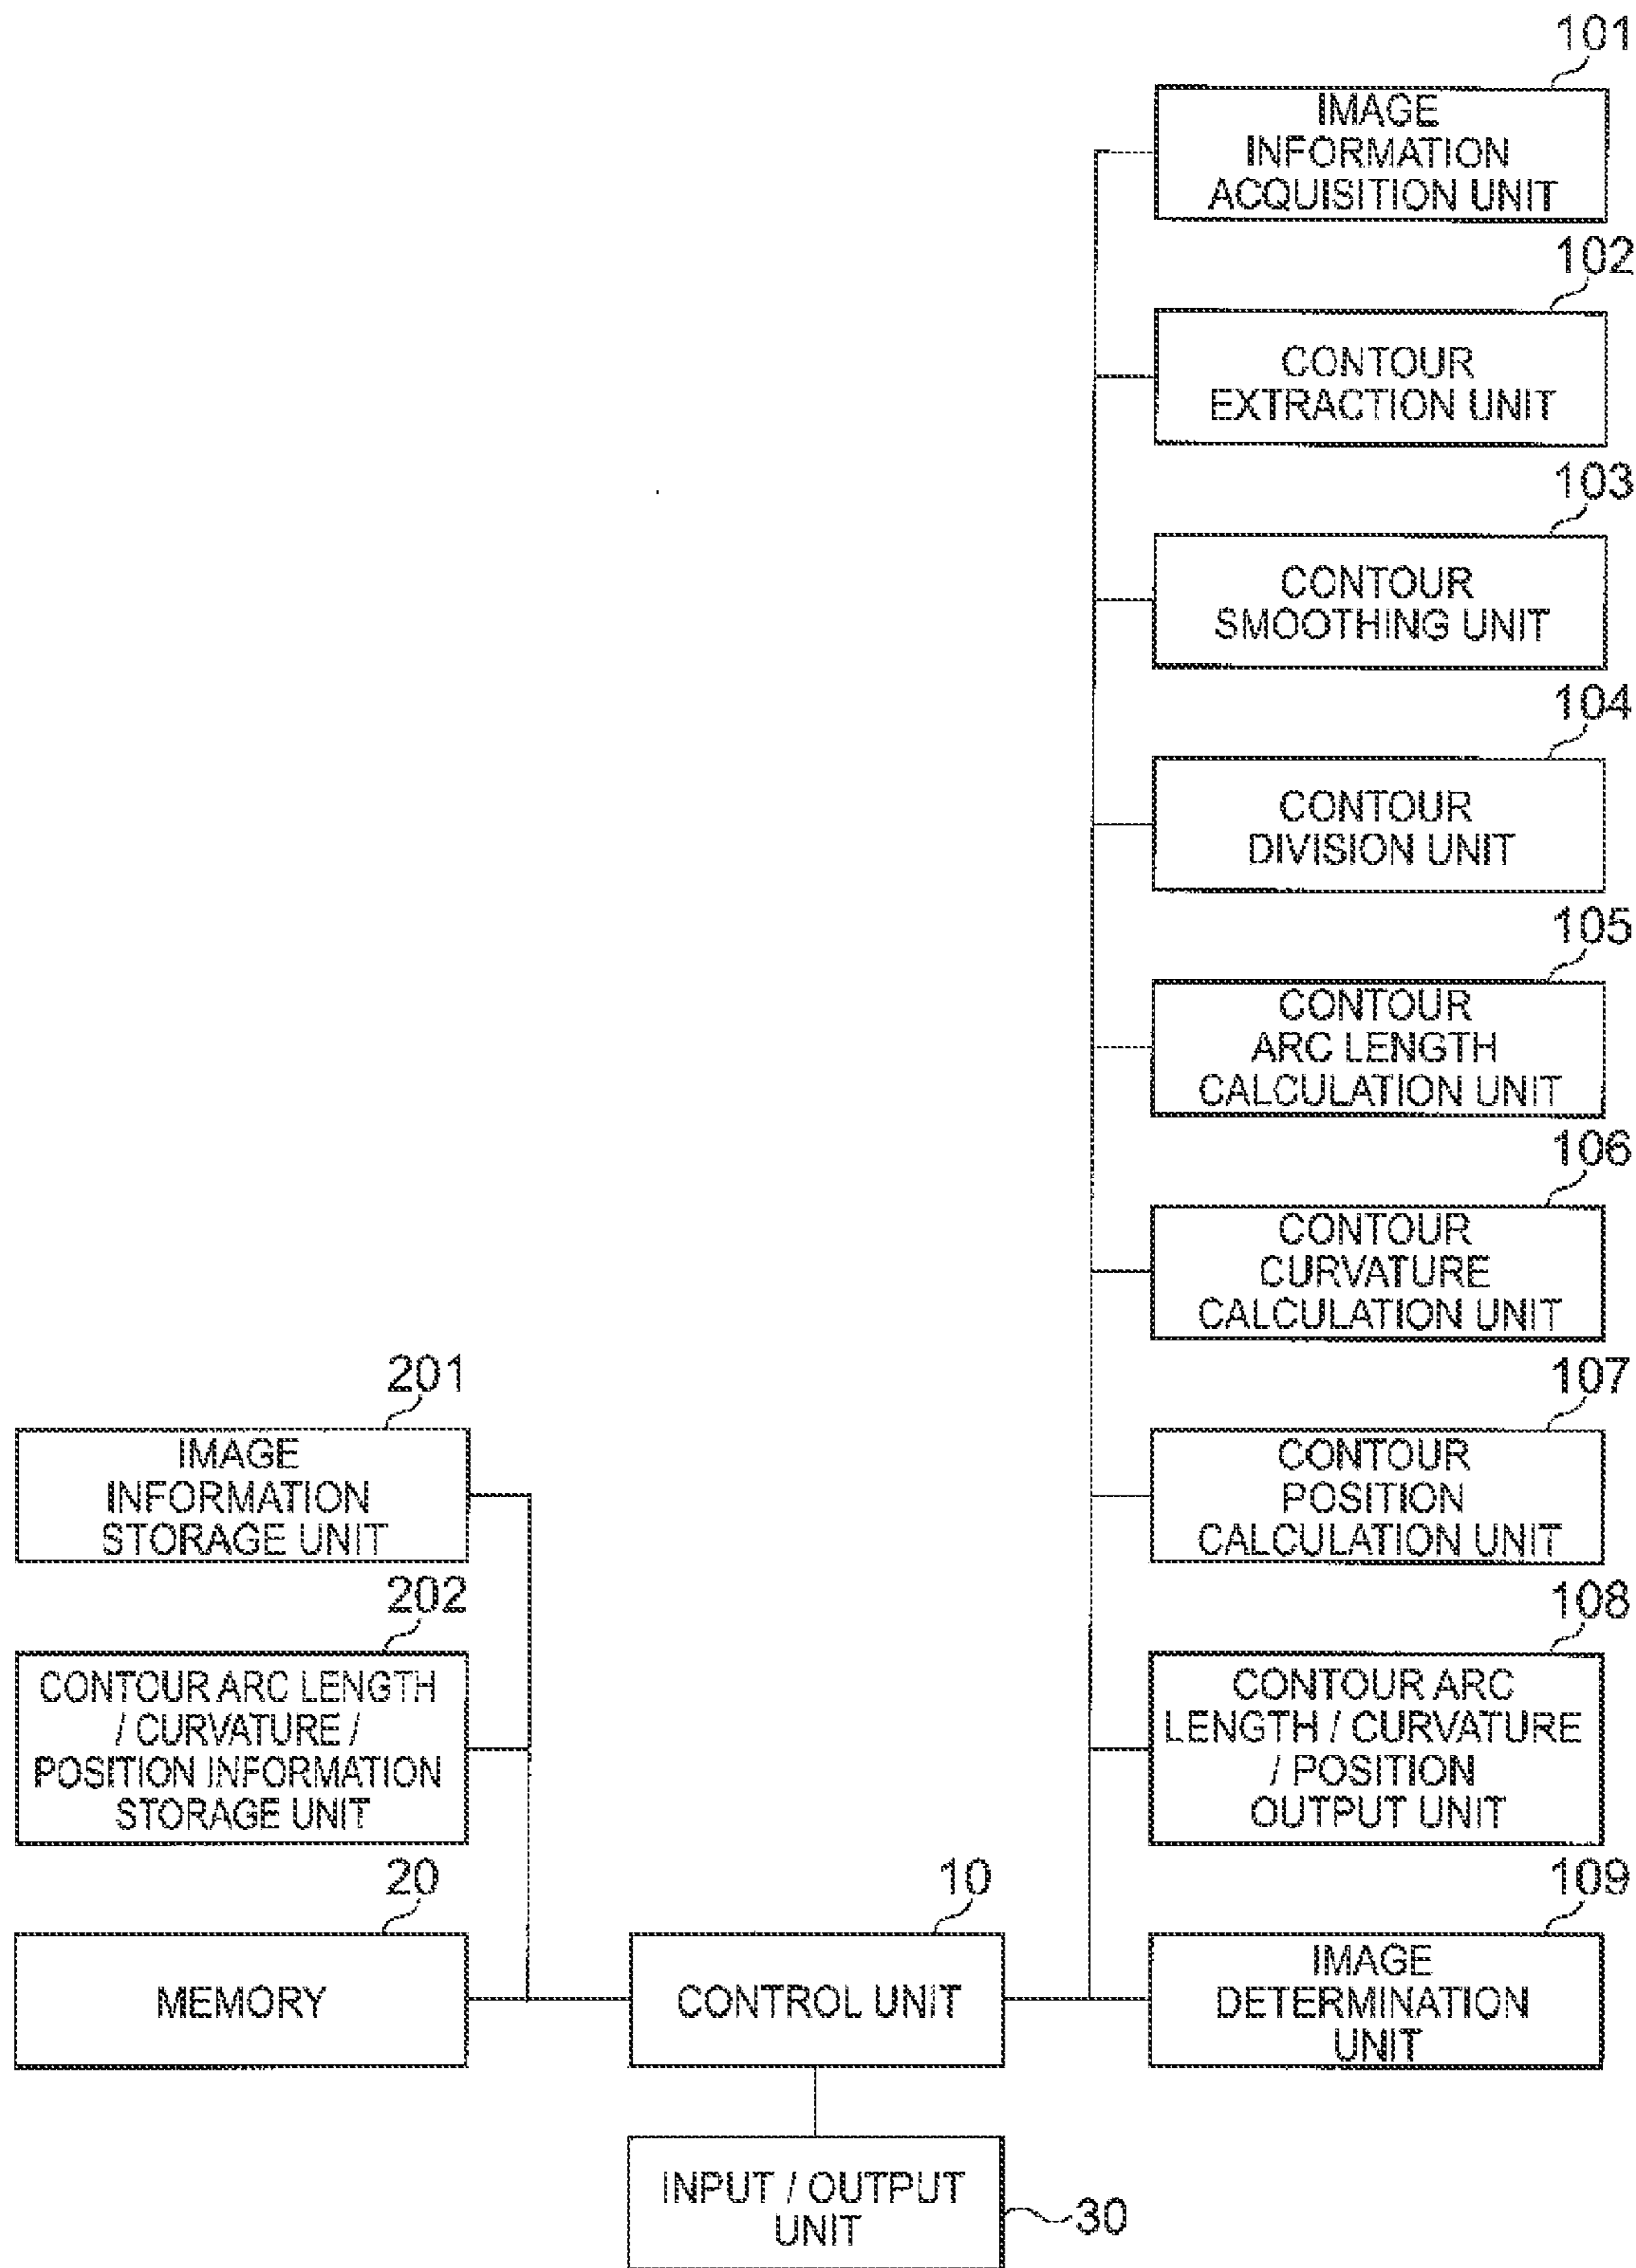 101
IMAGE
INFORMATION
ACQUISITION UNIT
102
CONTOUR
EXTRACTION UNIT
103
CONTOUR
SMOOTHING UNIT
104
CONTOUR
DIVISION UNIT
105
CONTOUR
ARC LENGTH
CALCULATION UNIT
106
CONTOUR
CURVATURE
CALCULATION UNIT
201
IMAGE
INFORMATION
STORAGE UNIT
107
CONTOUR
POSITION
CALCULATION UNIT
202
CONTOUR ARC LENGTH
/ CURVATURE /
POSITION INFORMATION
STORAGE UNIT
108
CONTOUR ARC
LENGTH / CURVATURE
/ POSITION
OUTPUT UNIT
20
MEMORY
10
CONTROL UNIT
109
IMAGE
DETERMINATION
UNIT
INPUT / OUTPUT
UNIT
30